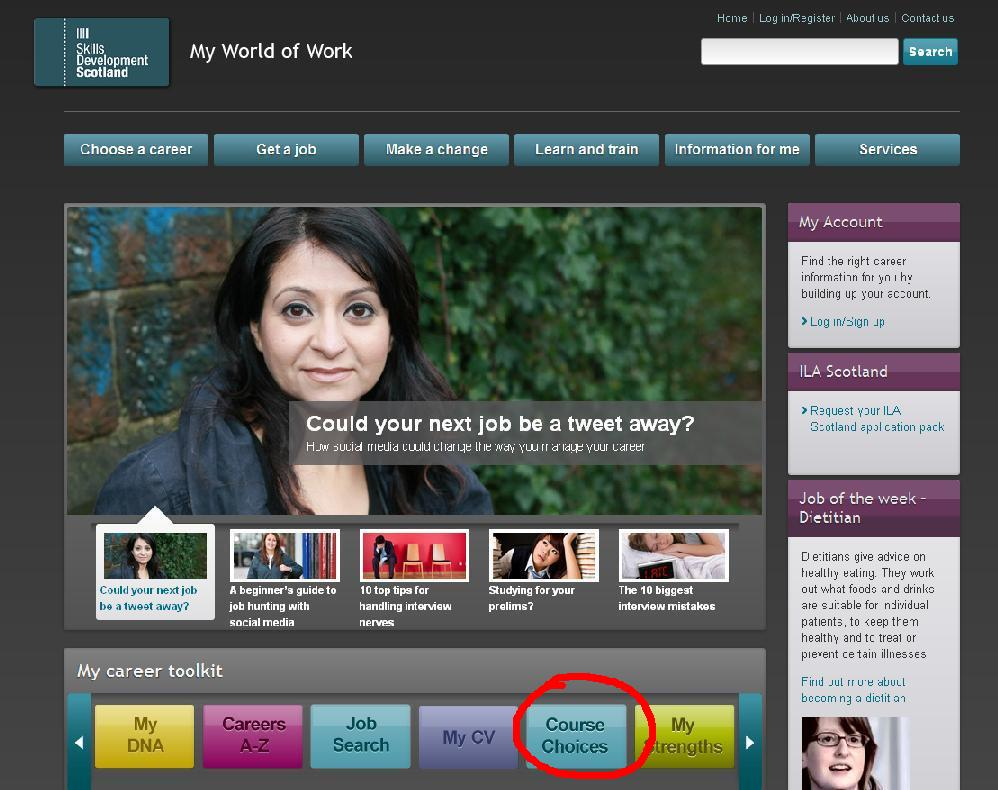 Home | Log in/Register | About us | Contact us
Skills
Development
Scotland
My World of Work
Search
Choose a career
Get a job
Make a change
Learn and train
Information for me
Services
Could your next job be a tweet away?
How social media could change the way you manage your career
Could your next job
be a tweet away?
A beginner's guide to
job hunting with
social media
10 top tips for
handling interview
nerves
Studying for your
prelims?
The 10 biggest
interview mistakes
My career toolkit
My
DNA
Careers
A-Z
Job
Search
My CV
Course
Choices
My
Strengths
My Account
Find the right career
information for you by
building up your account.
Log in/Sign up
ILA Scotland
Request your ILA
Scotland application pack
Job of the week -
Dietitian
Dietitians give advice on
healthy eating. They work
out what foods and drinks
are suitable for individual
patients, to keep them
healthy and to treat or
prevent certain illnesses
Find out more about
becoming a dietitian